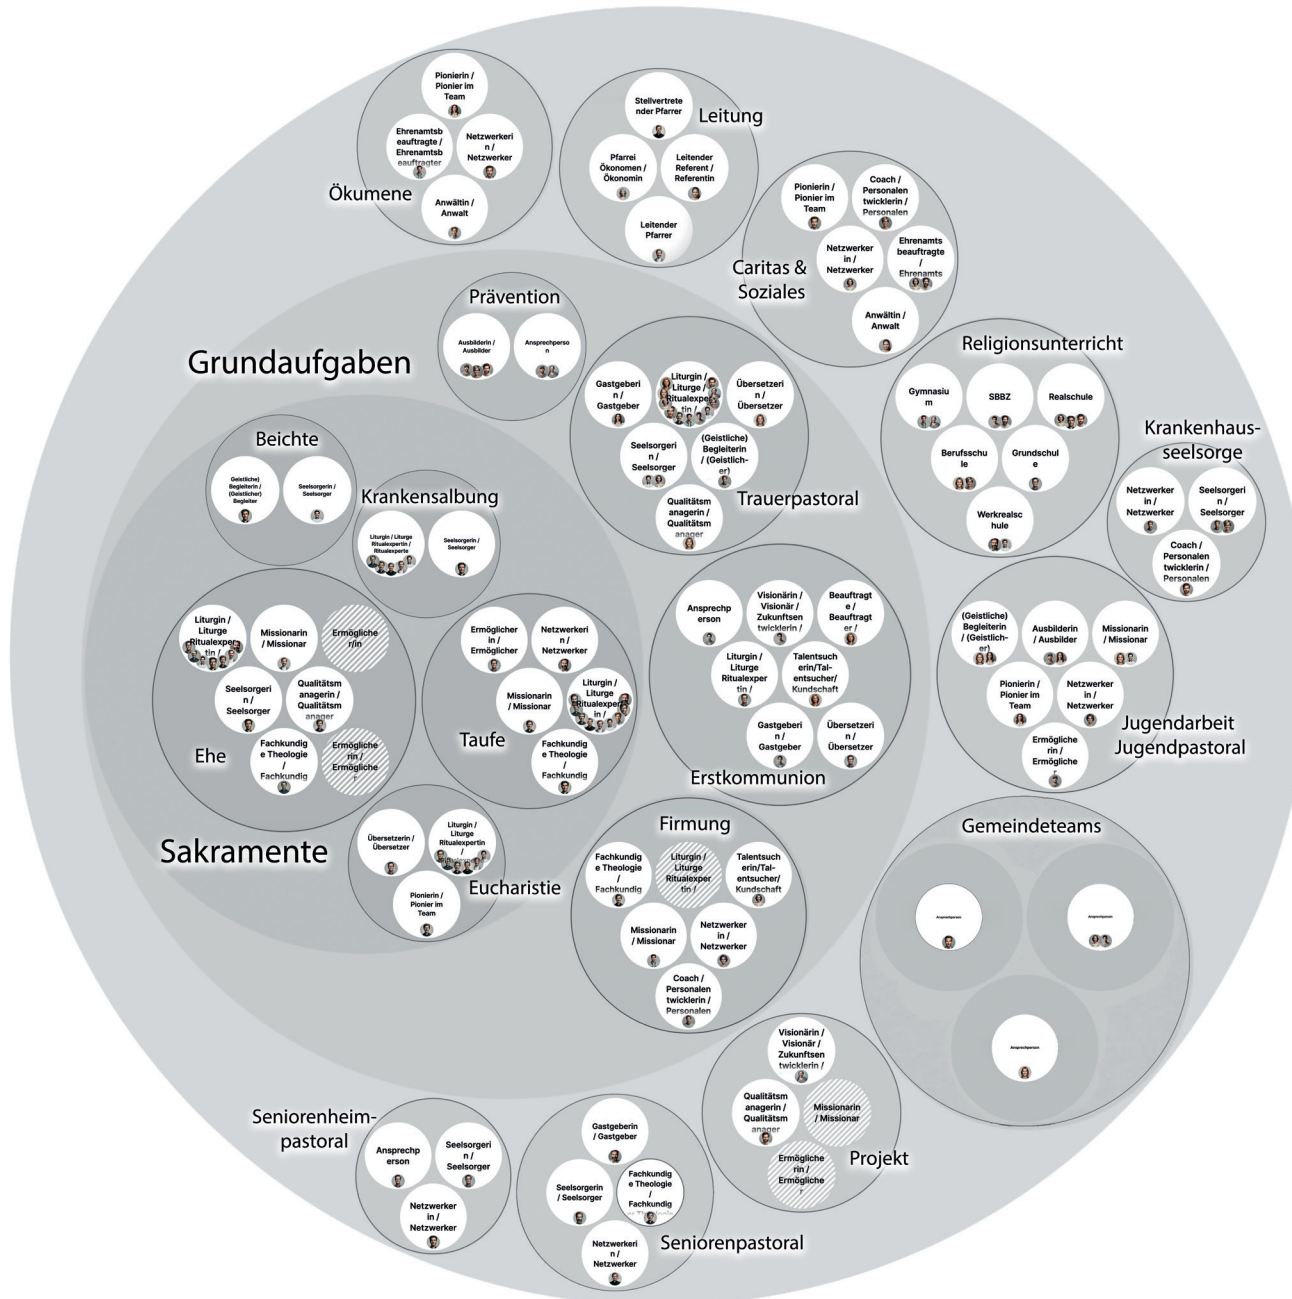 Pionierin /
Pionier im
Team
Ehrenamtsb
eauftragte /
Ehrenamtsb
eauftragter
Netzwerkeri
n /
Netzwerker
Anwältin /
Anwalt
Ökumene
Stellvertrete
nder Pfarrer
Leitung
Pfarrei
Ökonomen /
Ökonomin
Leitender
Referent /
Referentin
Leitender
Pfarrer
Pionierin /
Pionier im
Team
Coach /
Personalen
twicklerin /
Personalen
Netzwerker
in /
Netzwerker
Ehrenamts
beauftragte
/
Ehrenamts
Anwältin /
Anwalt
Caritas &
Soziales
Prävention
Ausbilderin /
Ausbilder
Ansprechperso
n
Grundaufgaben
Gastgeberi
n /
Gastgeber
Liturgin /
Liturge /
Ritualexper
tin /
Übersetzeri
n /
Übersetzer
Seelsorgeri
n /
Seelsorger
(Geistliche)
Begleiterin
/ (Geistlich-
er)
Qualitätsm
anagerin /
Qualitätsm
anager
Trauerpastoral
Religionsunterricht
Gymnasiu
m
SBBZ
Realschule
Berufsschu
le
Grundschul
e
Werkrealsc
hule
Krankenhaus-
seelsorge
Netzwerker
in /
Netzwerker
Seelsorgeri
n /
Seelsorger
Coach /
Personalen
twicklerin /
Personalen
Beichte
Geistliche)
Begleiterin /
(Geistlicher)
Begleiter
Seelsorgerin /
Seelsorger
Krankensalbung
Liturgin / Liturge
Ritualexpertin /
Ritualexperte
Seelsorgerin /
Seelsorger
Liturgin /
Liturge
Ritualexper
tin /
Missionarin
/ Missionar
Ermögliche
r/in
Seelsorgeri
n /
Seelsorger
Qualitätsm
anagerin /
Qualitätsm
anager
Fachkundig
e Theologie
/
Fachkundig
Ermögliche
rin /
Ermögliche
r
Ehe
Ermöglicher
in /
Ermöglicher
Netzwerkeri
n /
Netzwerker
Missionarin
/ Missionar
Liturgin /
Liturge
Ritualexpert
in /
Fachkundig
e Theologie
/
Fachkundig
Taufe
Ansprechp
erson
Visionärin /
Visionär /
Zukunftsen
twicklerin /
Beauftragt
e /
Beauftragt
er /
Liturgin /
Liturge
Ritualexper
tin /
Talentsuch
erin/Tal-
entsucher/
Kundschaft
Gastgeberi
n /
Gastgeber
Übersetzeri
n /
Übersetzer
Erstkommunion
(Geistliche)
Begleiterin
/ (Geistlich-
er)
Ausbilderin
/ Ausbilder
Missionarin
/ Missionar
Pionierin /
Pionier im
Team
Netzwerker
in /
Netzwerker
Ermögliche
rin /
Ermögliche
r
Jugendarbeit
Jugendpastoral
Sakramente
Übersetzerin /
Übersetzer
Liturgin /
Liturge
Ritualexpertin
/
Ritualexperte
Pionierin /
Pionier im Team
Eucharistie
Firmung
Fachkundig
e Theologie
/
Fachkundig
Liturgin /
Liturge
Ritualexper
tin /
Talentsuch
erin/Tal-
entsucher/
Kundschaft
Missionarin
/ Missionar
Netzwerker
in /
Netzwerker
Coach /
Personalen
twicklerin /
Personalen
Gemeindeteams
Ansprechperson
Ansprechperson
Ansprechperson
Visionärin /
Visionär /
Zukunftsen
twicklerin /
Qualitätsm
anagerin /
Qualitätsm
anager
Missionarin
/ Missionar
Ermögliche
rin /
Ermögliche
r
Projekt
Seniorenheim-
pastoral
Ansprechp
erson
Seelsorgeri
n /
Seelsorger
Netzwerker
in /
Netzwerker
Gastgeberin
/ Gastgeber
Seelsorgerin
/ Seelsorger
Fachkundig
e Theologie
/
Fachkundig
Netzwerkeri
n /
Netzwerker
Seniorenpastoral